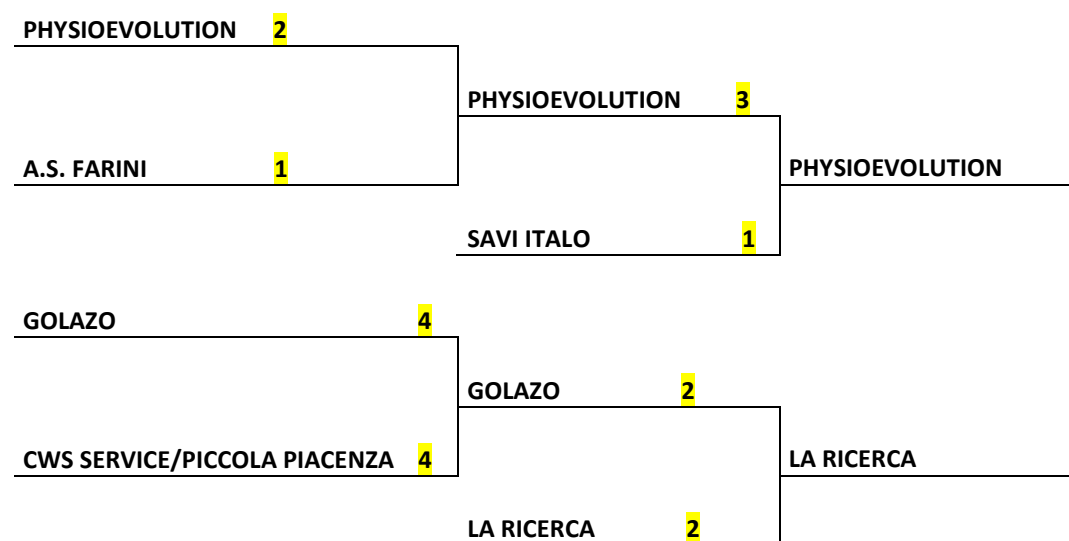 PHYSIOEVOLUTION 2
PHYSIOEVOLUTION 3
A.S. FARINI 1
PHYSIOEVOLUTION
SAVI ITALO 1
GOLAZO 4
GOLAZO 2
CWS SERVICE/PICCOLA PIACENZA 4
LA RICERCA
LA RICERCA 2